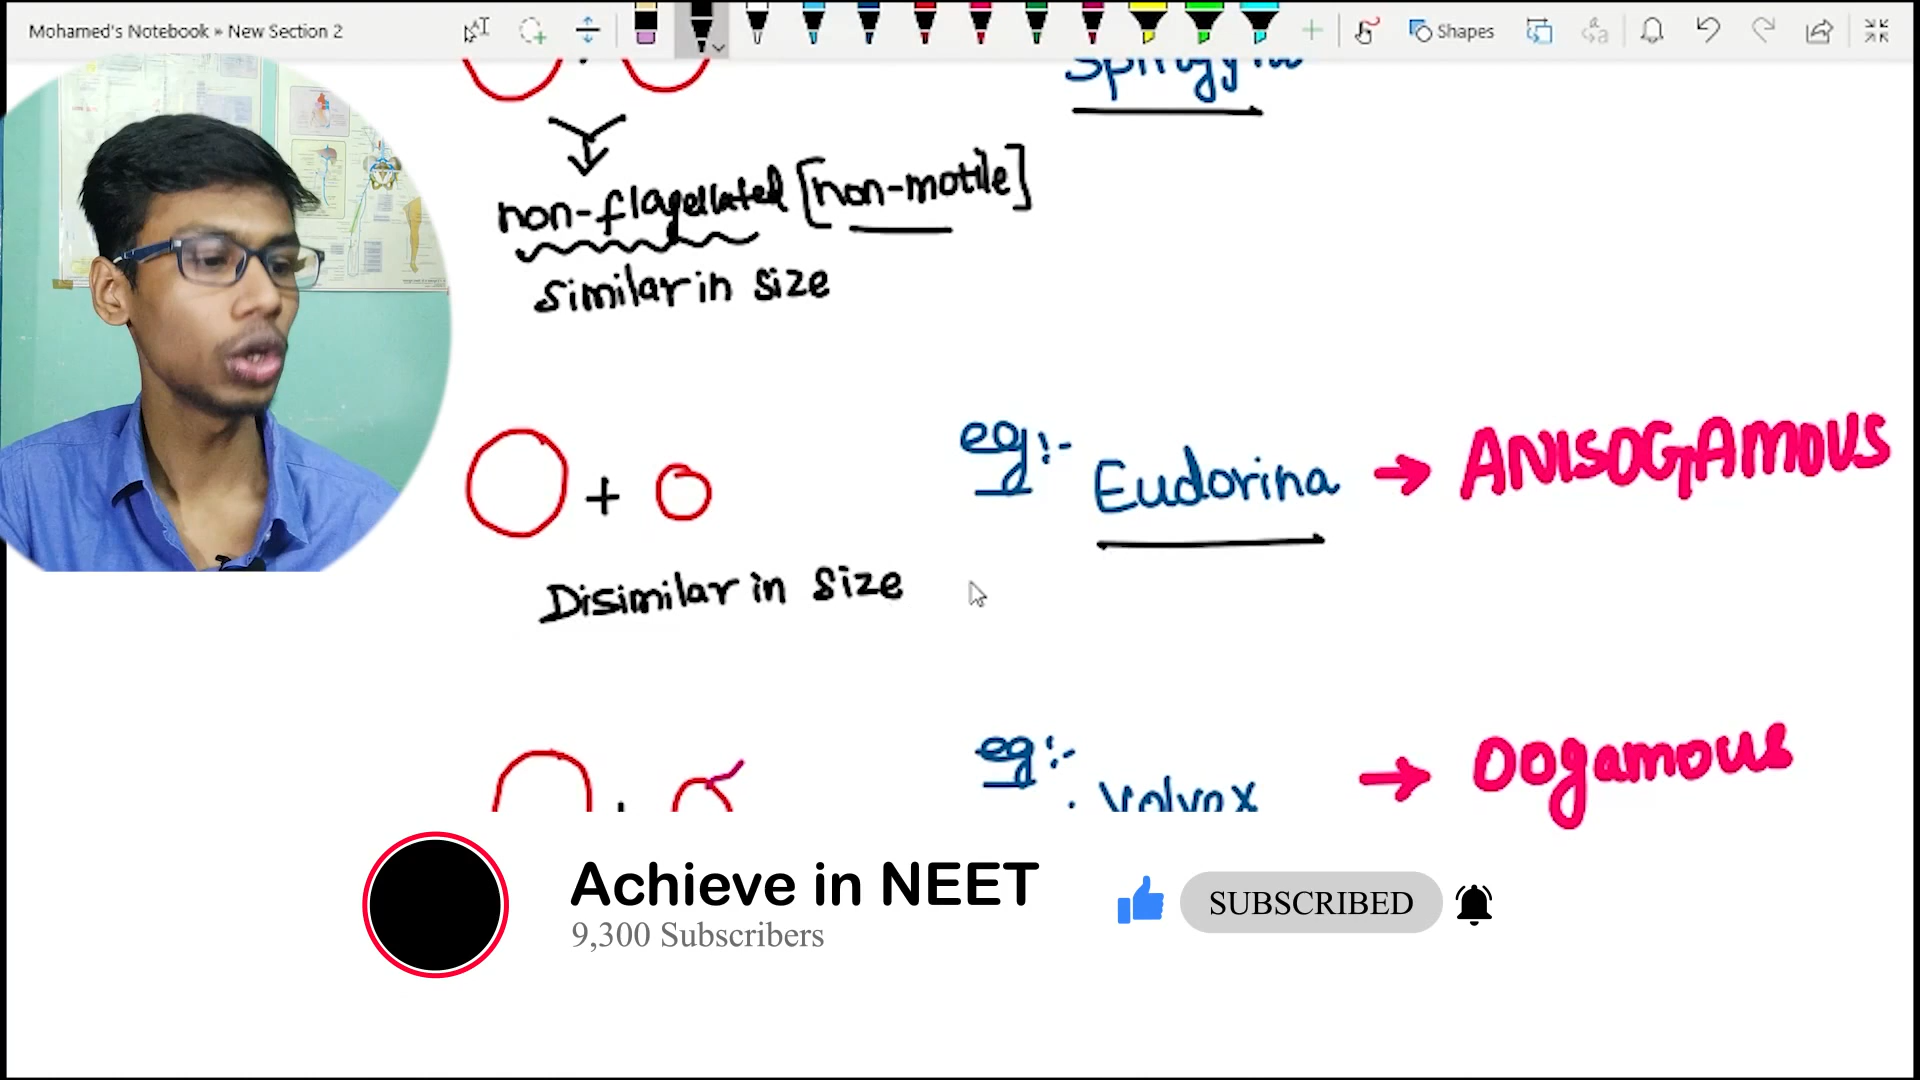 Mohamed's Notebook » New Section 2
Shapes
non-flagellated [non-motile]
similar in size
eg:-
Eudorina → ANISOGAMOUS
+
Disimilar in size
eg:-
Volvox → Oogamous
Achieve in NEET
9,300 Subscribers
SUBSCRIBED